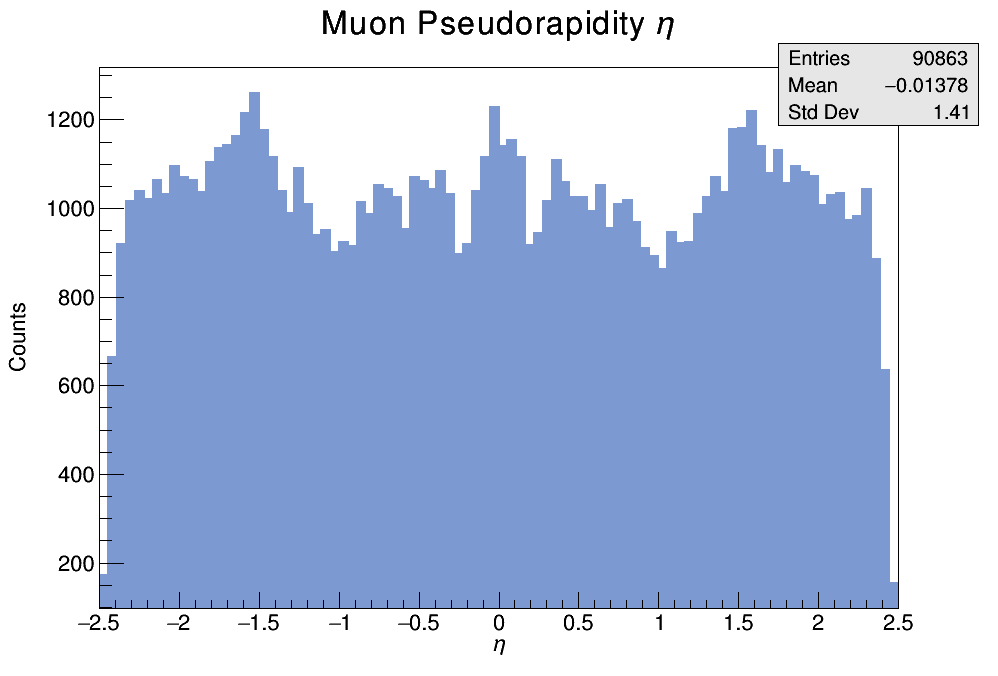 Muon Pseudorapidity η
Entries 90863
Mean −0.01378
Std Dev 1.41
1200
1000
800
600
400
200
Counts
−2.5 −2 −1.5 −1 −0.5 0 0.5 1 1.5 2 2.5
η